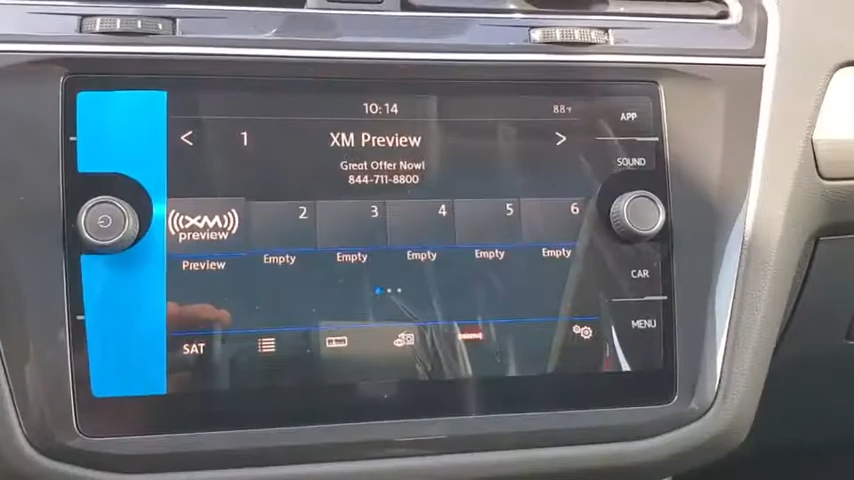 10:14
88°F
APP
< 1 XM Preview >
Great Offer Now!
844-711-8800
SOUND
((XM)) 2 3 4 5 6
preview
Preview Empty Empty Empty Empty Empty
CAR
MENU
SAT